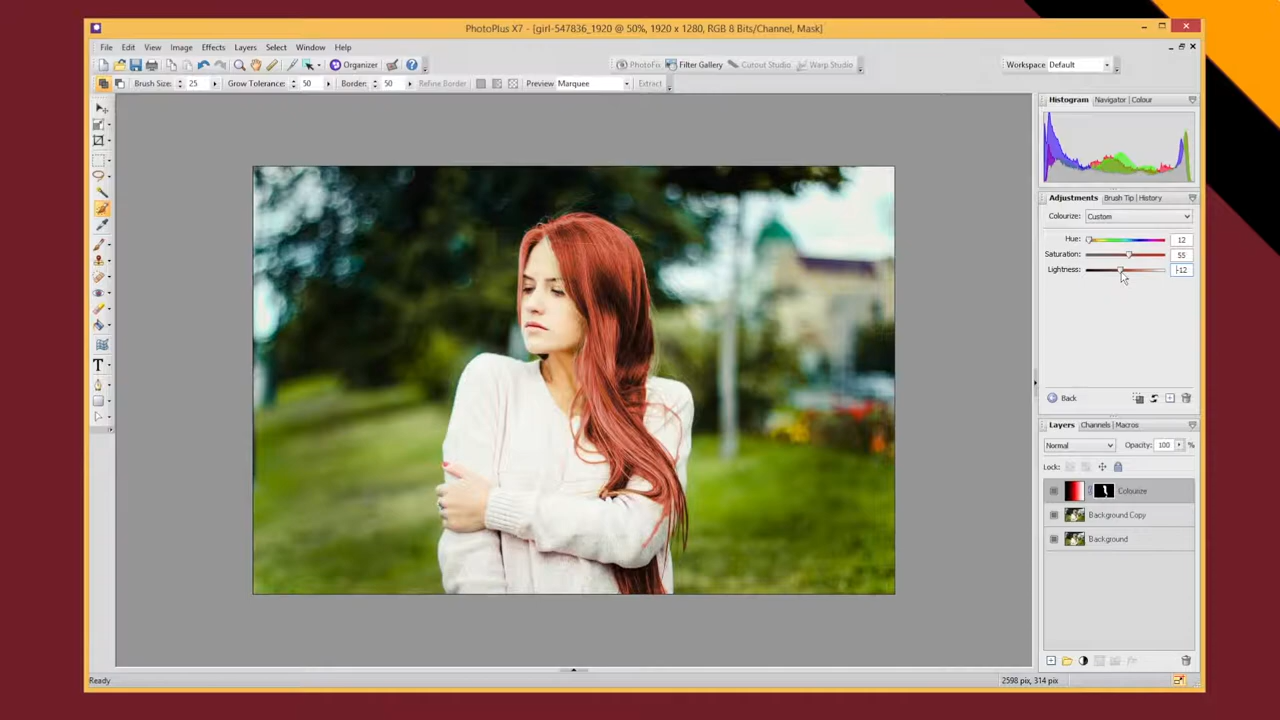 PhotoPlus X7 - [girl-547836_1920 @ 50%, 1920 x 1280, RGB 8 Bits/Channel, Mask]
File Edit View Image Effects Layers Select Window Help
Organizer PhotoFix Filter Gallery Cutout Studio Warp Studio Workspace Default
Brush Size: 25 Grow Tolerance: 50 Border: 50 Refine Border Preview Marquee Extract
Histogram Navigator Colour
Adjustments Brush Tip History
Colourize: Custom
Hue: 12
Saturation: 55
Lightness: -12
Back
Layers Channels Macros
Normal Opacity: 100 %
Lock:
Colourize
Background Copy
Background
T
Ready 2598 pix, 314 pix